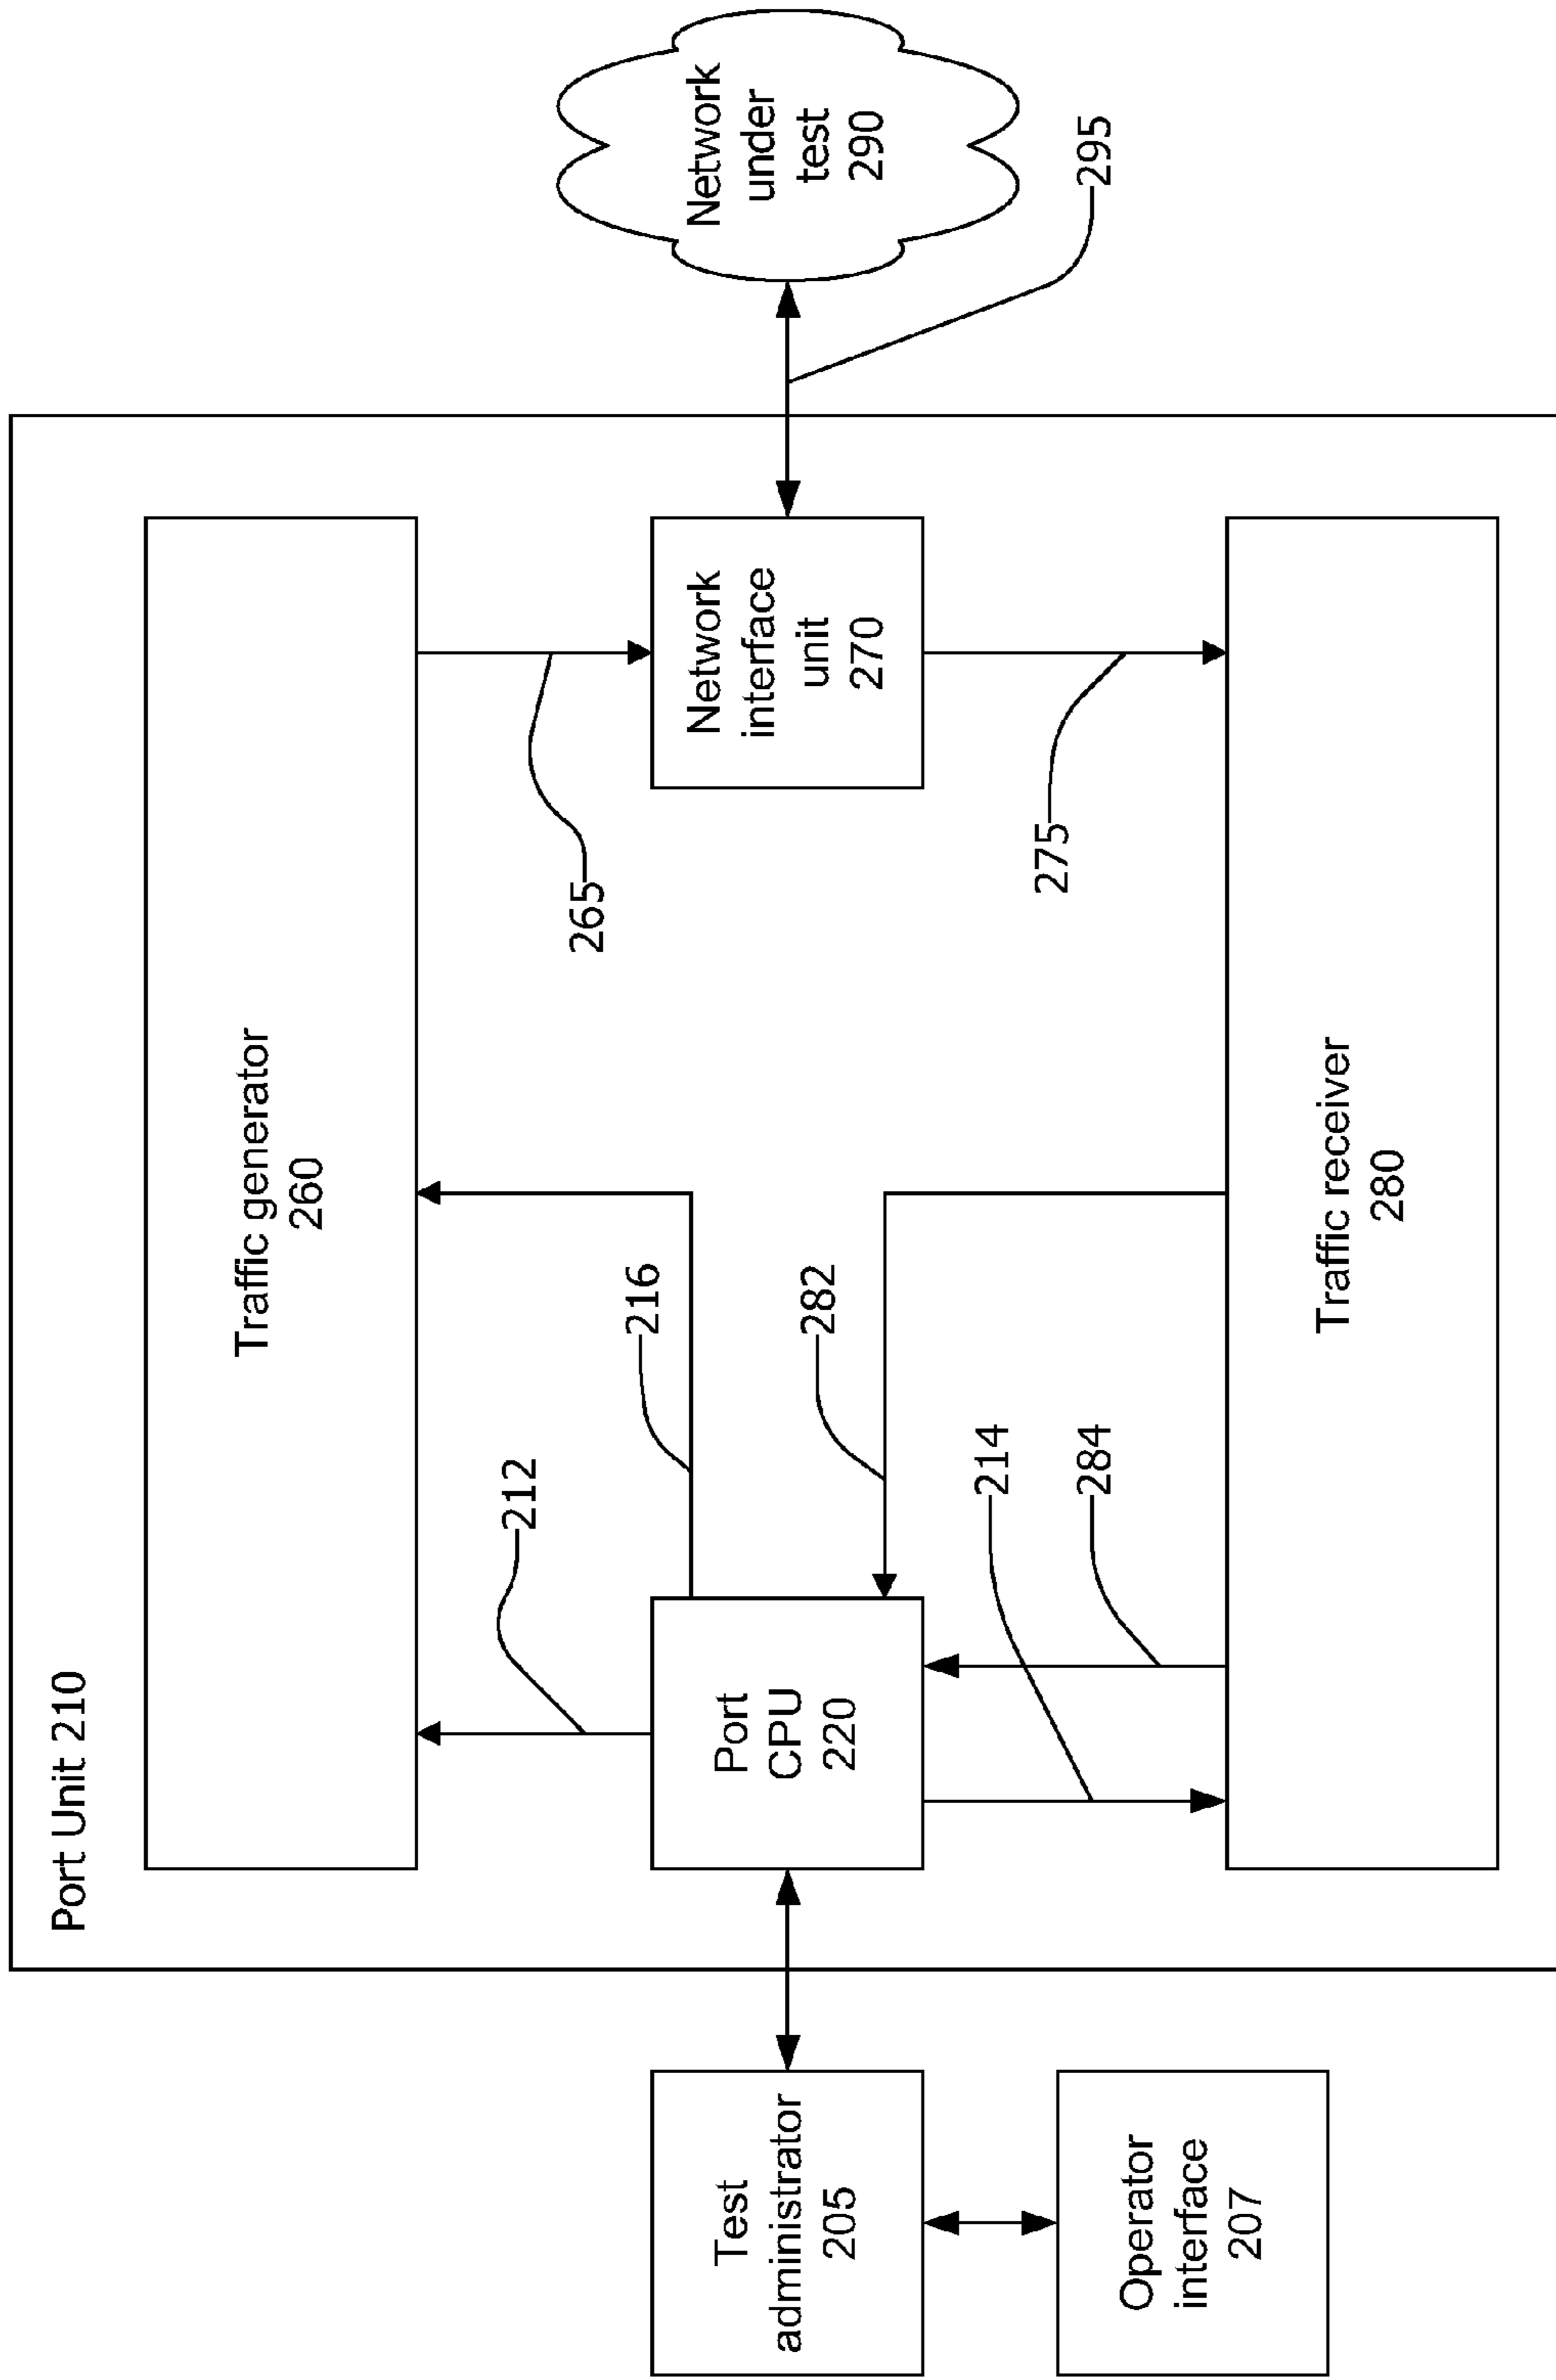 Port Unit 210
Traffic generator
260
212
216
265
Test
administrator
205
Port
CPU
220
Network
interface
unit
270
Network
under
test
290
282
214
284
275
295
Operator
interface
207
Traffic receiver
280